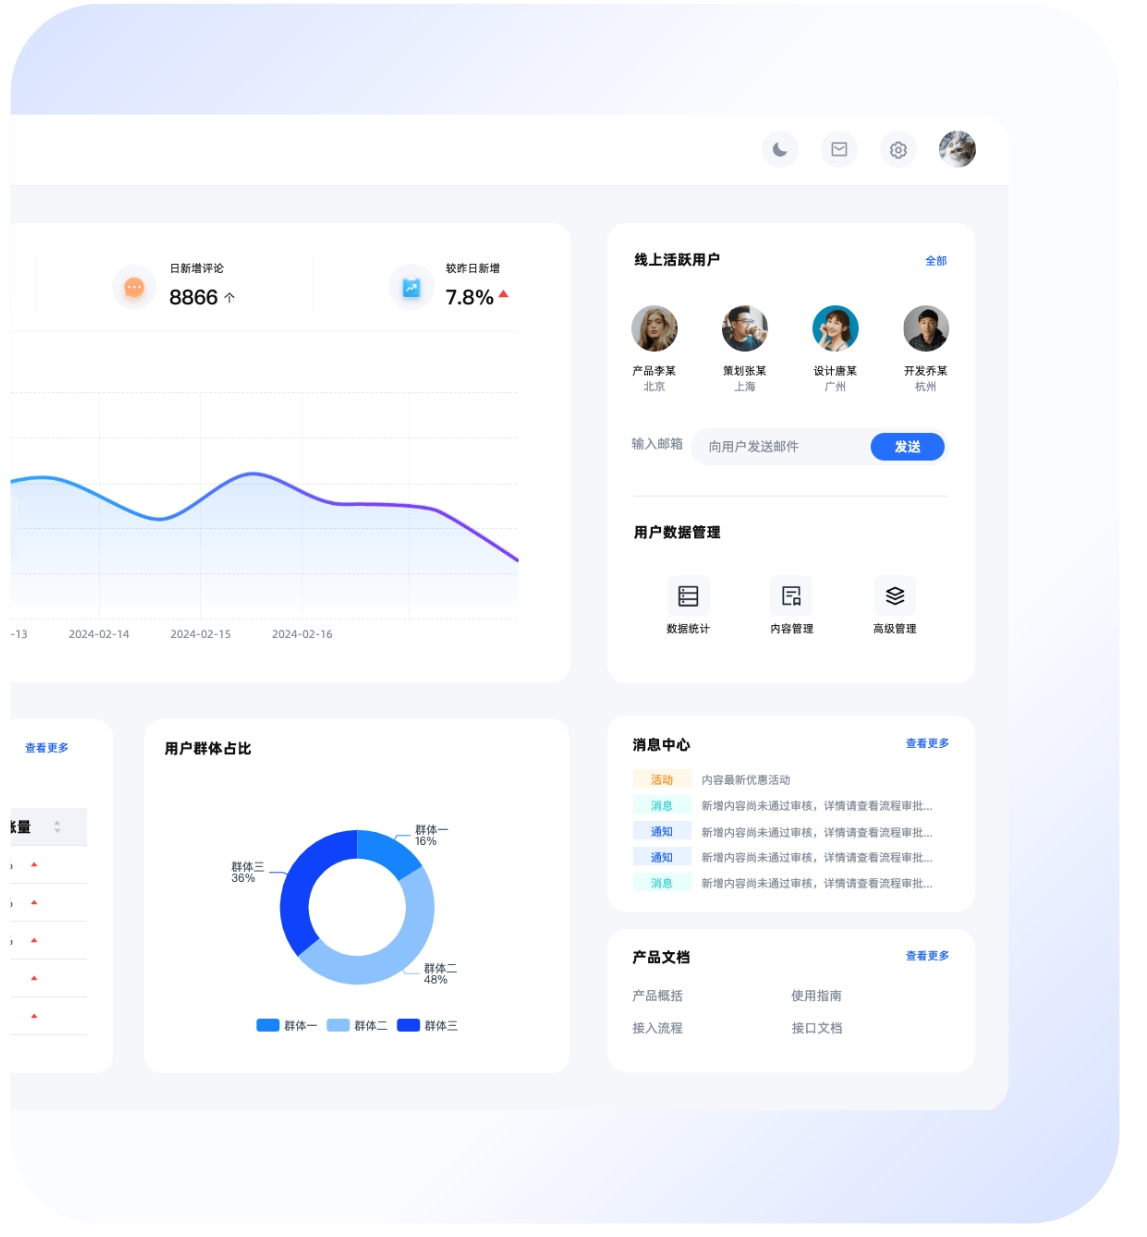 日新增评论
8866 个
较昨日新增
7.8%
-13
2024-02-14
2024-02-15
2024-02-16
线上活跃用户
全部
产品李某
北京
策划张某
上海
设计唐某
广州
开发乔某
杭州
输入邮箱
向用户发送邮件
发送
用户数据管理
数据统计
内容管理
高级管理
查看更多
量
用户群体占比
群体一
16%
群体三
36%
群体二
48%
群体一
群体二
群体三
消息中心
查看更多
活动 内容最新优惠活动
消息 新增内容尚未通过审核，详情请查看流程审批...
通知 新增内容尚未通过审核，详情请查看流程审批...
通知 新增内容尚未通过审核，详情请查看流程审批...
消息 新增内容尚未通过审核，详情请查看流程审批...
产品文档
查看更多
产品概括
使用指南
接入流程
接口文档